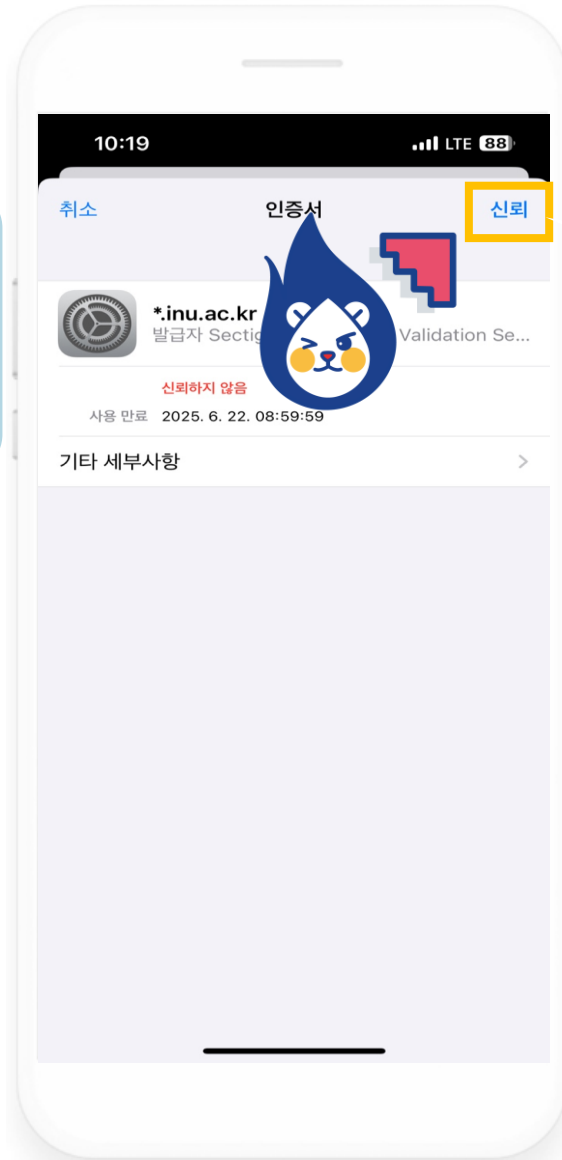 10:19 LTE 88
취소 인증서 신뢰
*.inu.ac.kr
발급자 Sectig Validation Se...
신뢰하지 않음
사용 만료 2025. 6. 22. 08:59:59
기타 세부사항